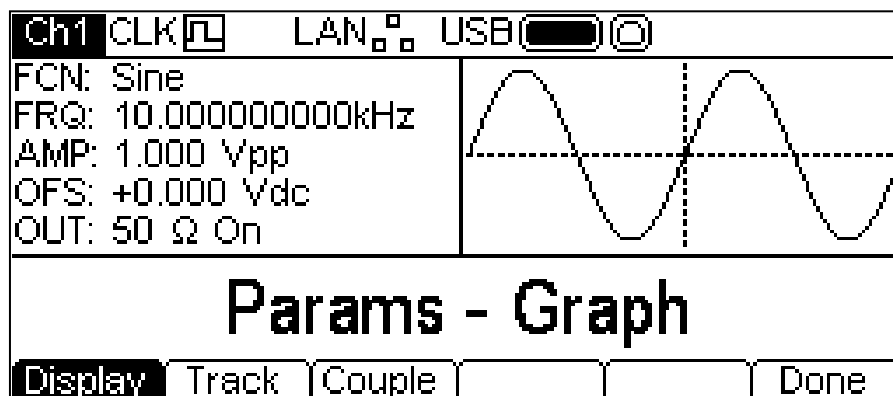 Ch1 CLK LAN USB
FCN: Sine
FRQ: 10.000000000kHz
AMP: 1.000 Vpp
OFS: +0.000 Vdc
OUT: 50 Ω On
Params - Graph
Display Track Couple Done